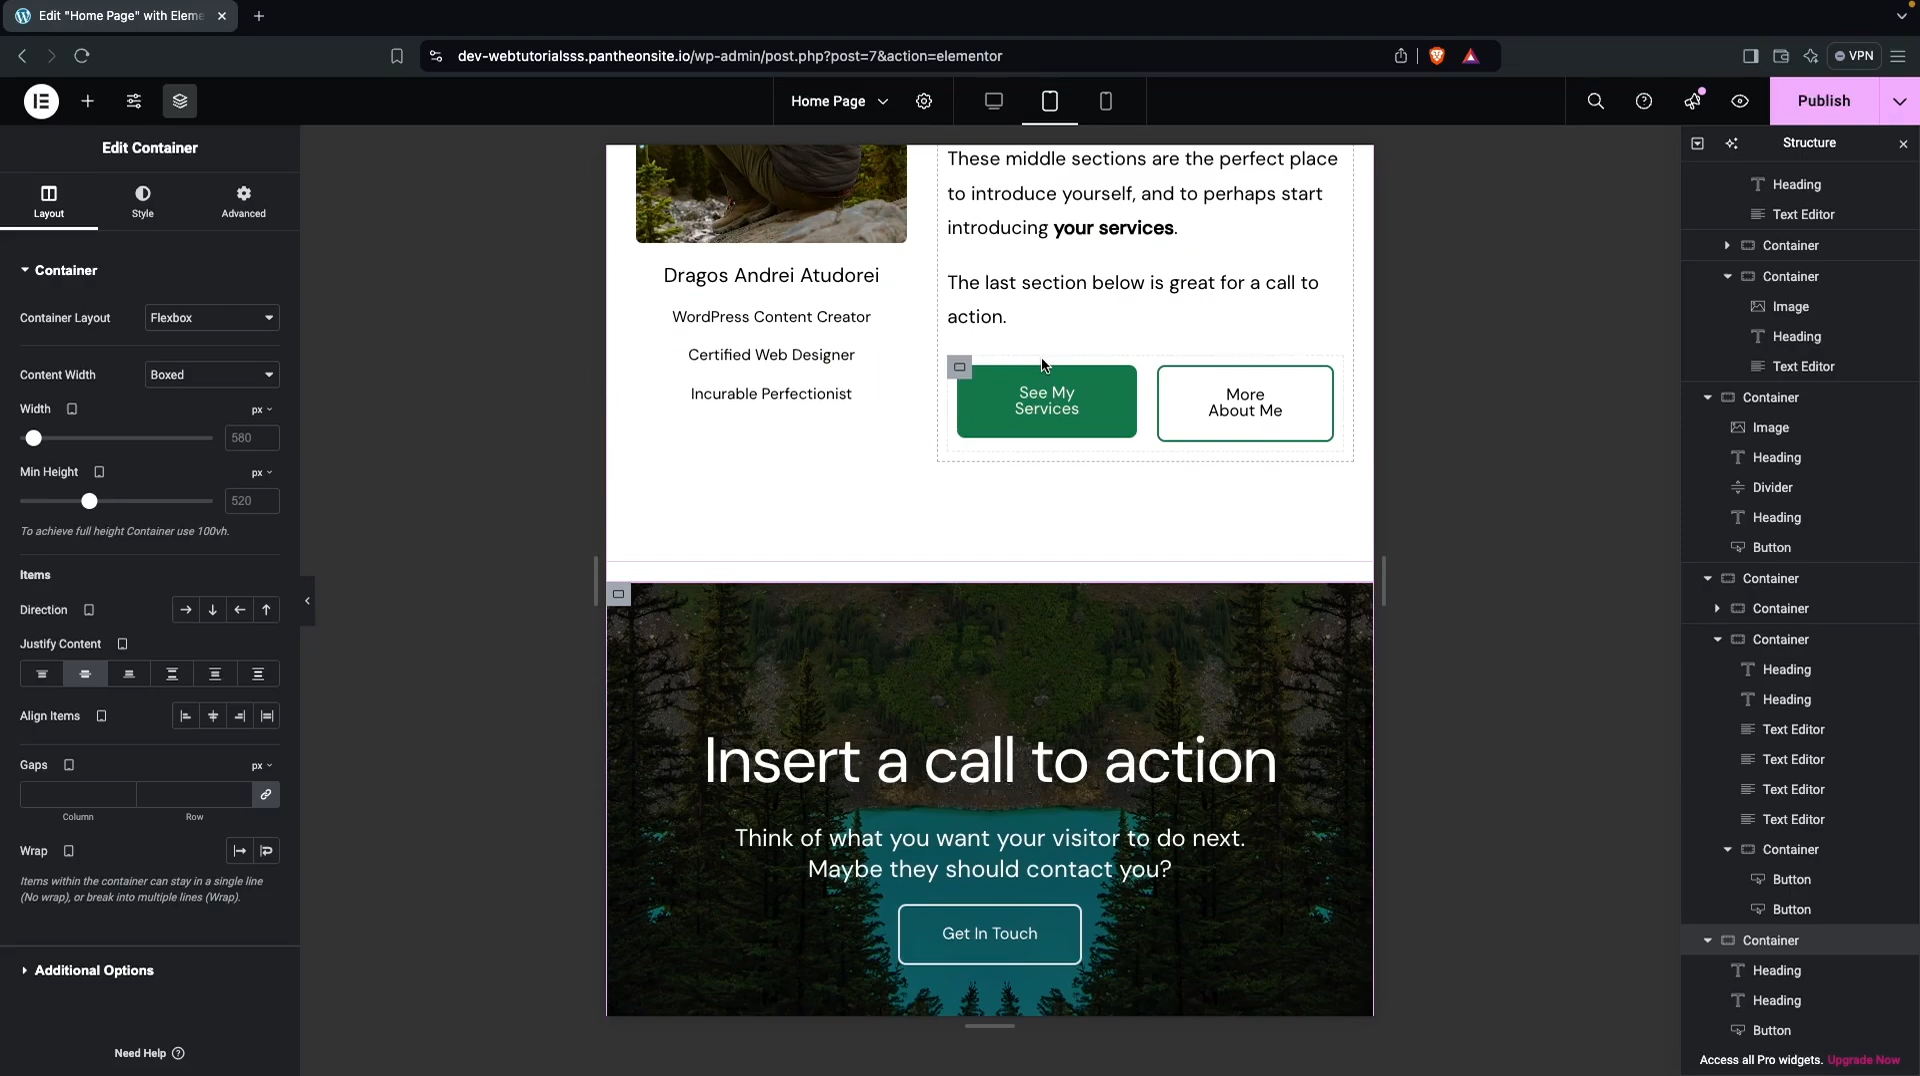 Edit "Home Page" with Eleme
dev-webtutorialsss.pantheonsite.io/wp-admin/post.php?post=7&action=elementor
VPN
Home Page
Publish
Edit Container
Layout
Style
Advanced
Container
Container Layout
Flexbox
Content Width
Boxed
Width
px
580
Min Height
px
520
To achieve full height Container use 100vh.
Items
Direction
Justify Content
Align Items
Gaps
px
Column
Row
Wrap
Items within the container can stay in a single line
(No wrap), or break into multiple lines (Wrap).
Additional Options
Need Help
Dragos Andrei Atudorei
WordPress Content Creator
Certified Web Designer
Incurable Perfectionist
These middle sections are the perfect place
to introduce yourself, and to perhaps start
introducing your services.
The last section below is great for a call to
action.
See My
Services
More
About Me
Insert a call to action
Think of what you want your visitor to do next.
Maybe they should contact you?
Get In Touch
Structure
Heading
Text Editor
Container
Container
Image
Heading
Text Editor
Container
Image
Heading
Divider
Heading
Button
Container
Container
Container
Heading
Heading
Text Editor
Text Editor
Text Editor
Text Editor
Container
Button
Button
Container
Heading
Heading
Button
Access all Pro widgets. Upgrade Now